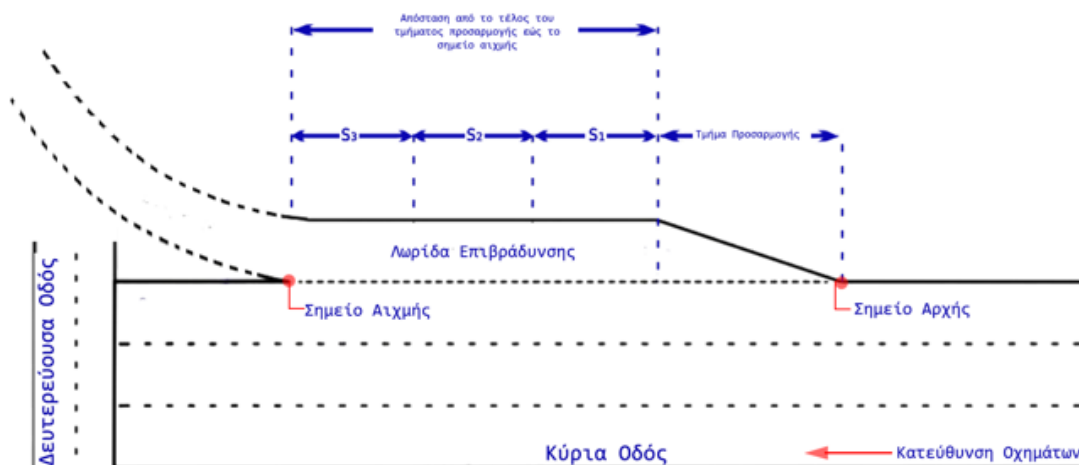 Απόσταση από το τέλος του
τμήματος προσαρμογής εώς το
σημείο αιχμής
S3
S2
S1
Τμήμα Προσαρμογής
Λωρίδα Επιβράδυνσης
Σημείο Αιχμής
Σημείο Αρχής
Δευτερεύουσα Οδός
Κύρια Οδός
Κατεύθυνση Οχημάτων